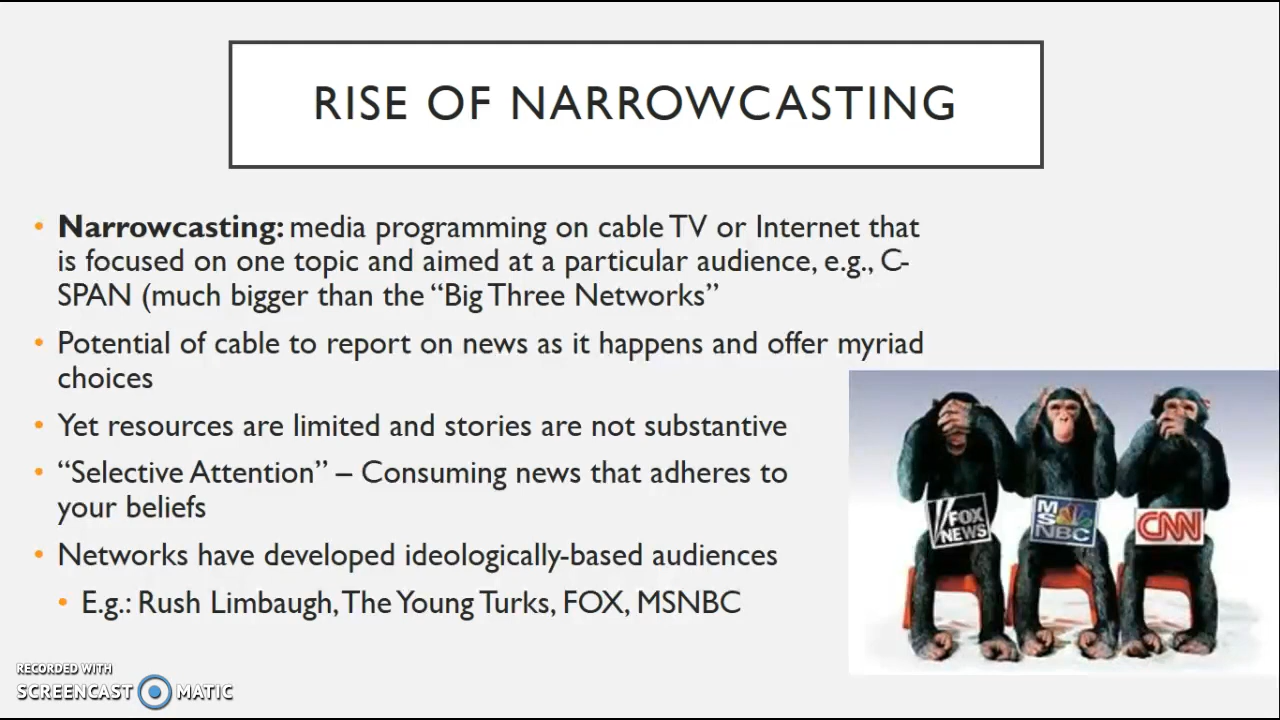 RISE OF NARROWCASTING
• Narrowcasting: media programming on cable TV or Internet that
is focused on one topic and aimed at a particular audience, e.g., C-
SPAN (much bigger than the “Big Three Networks”
• Potential of cable to report on news as it happens and offer myriad
choices
• Yet resources are limited and stories are not substantive
• “Selective Attention” – Consuming news that adheres to
your beliefs
• Networks have developed ideologically-based audiences
• E.g.: Rush Limbaugh, The Young Turks, FOX, MSNBC
FOX
NEWS
M
S
NBC
CNN
RECORDED WITH
SCREENCAST MATIC